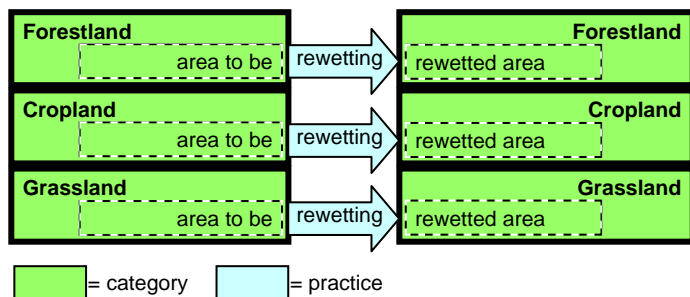 Forestland
area to be
rewetting
Forestland
rewetted area
Cropland
area to be
rewetting
Cropland
rewetted area
Grassland
area to be
rewetting
Grassland
rewetted area
= category
= practice